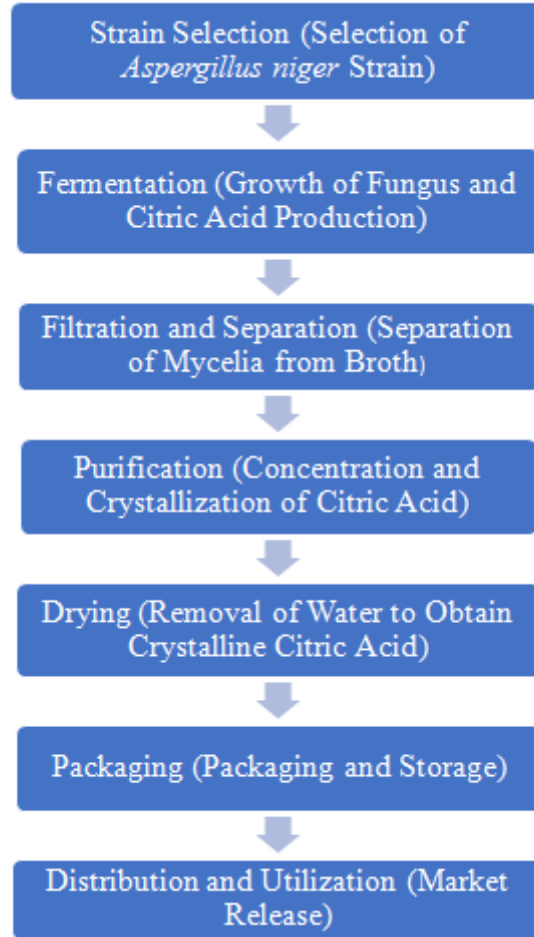 Strain Selection (Selection of
Aspergillus niger Strain)
Fermentation (Growth of Fungus and
Citric Acid Production)
Filtration and Separation (Separation
of Mycelia from Broth)
Purification (Concentration and
Crystallization of Citric Acid)
Drying (Removal of Water to Obtain
Crystalline Citric Acid)
Packaging (Packaging and Storage)
Distribution and Utilization (Market
Release)